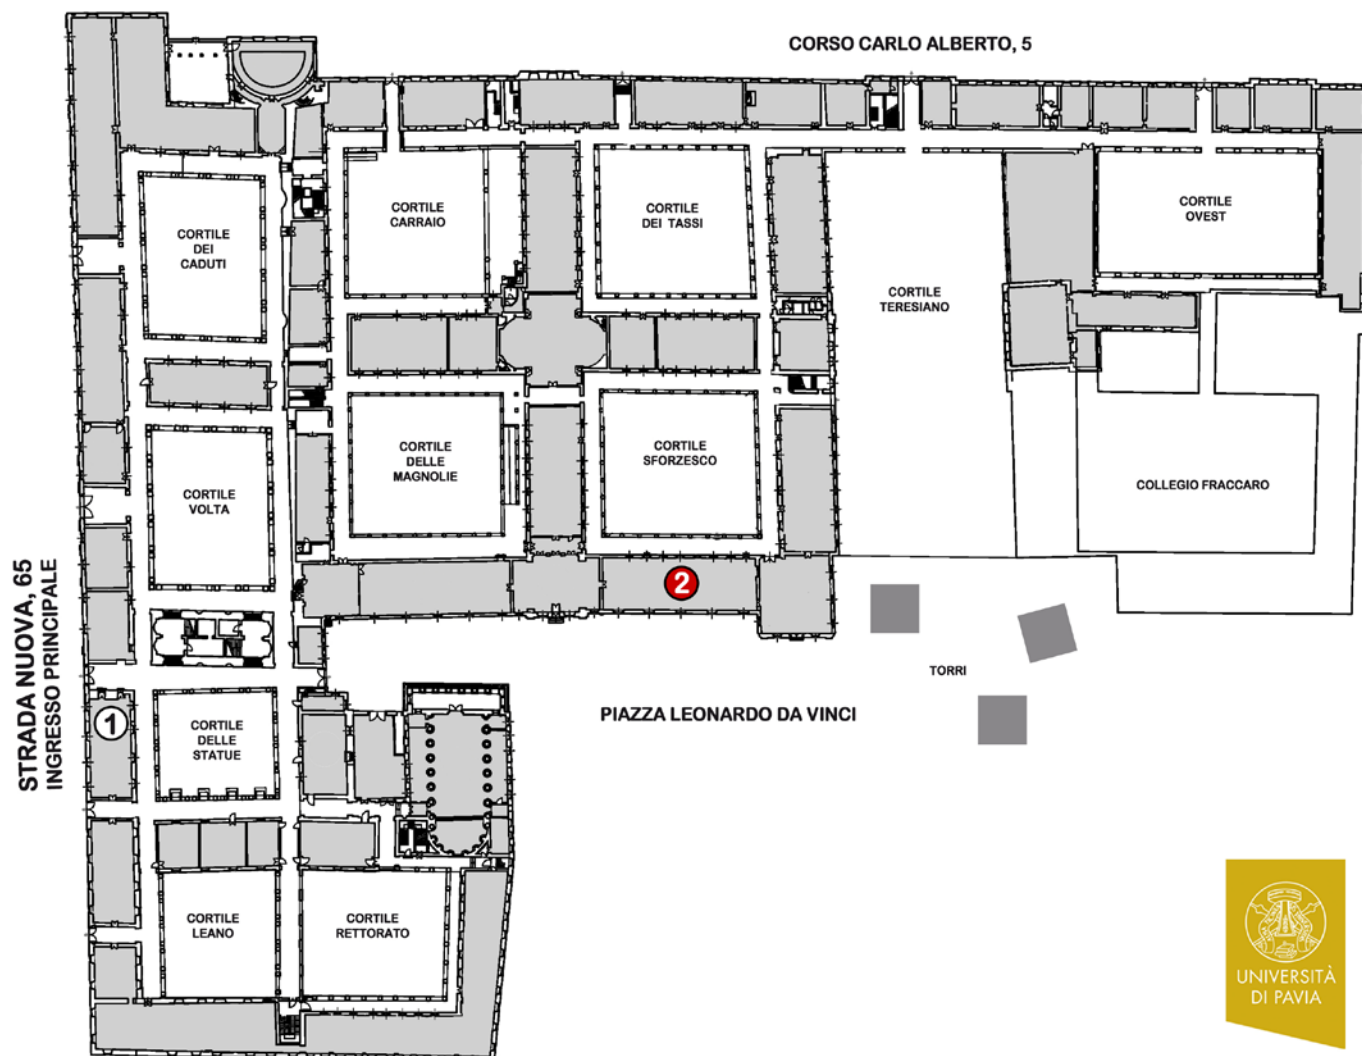 CORSO CARLO ALBERTO, 5
CORTILE
CARRAIO
CORTILE
DEI TASSI
CORTILE
OVEST
CORTILE
DEI
CADUTI
CORTILE
TERESIANO
CORTILE
DELLE
MAGNOLIE
CORTILE
SFORZESCO
COLLEGIO FRACCARO
CORTILE
VOLTA
STRADA NUOVA, 65
INGRESSO PRINCIPALE
2
TORRI
1
CORTILE
DELLE
STATUE
PIAZZA LEONARDO DA VINCI
CORTILE
LEANO
CORTILE
RETTORATO
UNIVERSITÀ
DI PAVIA